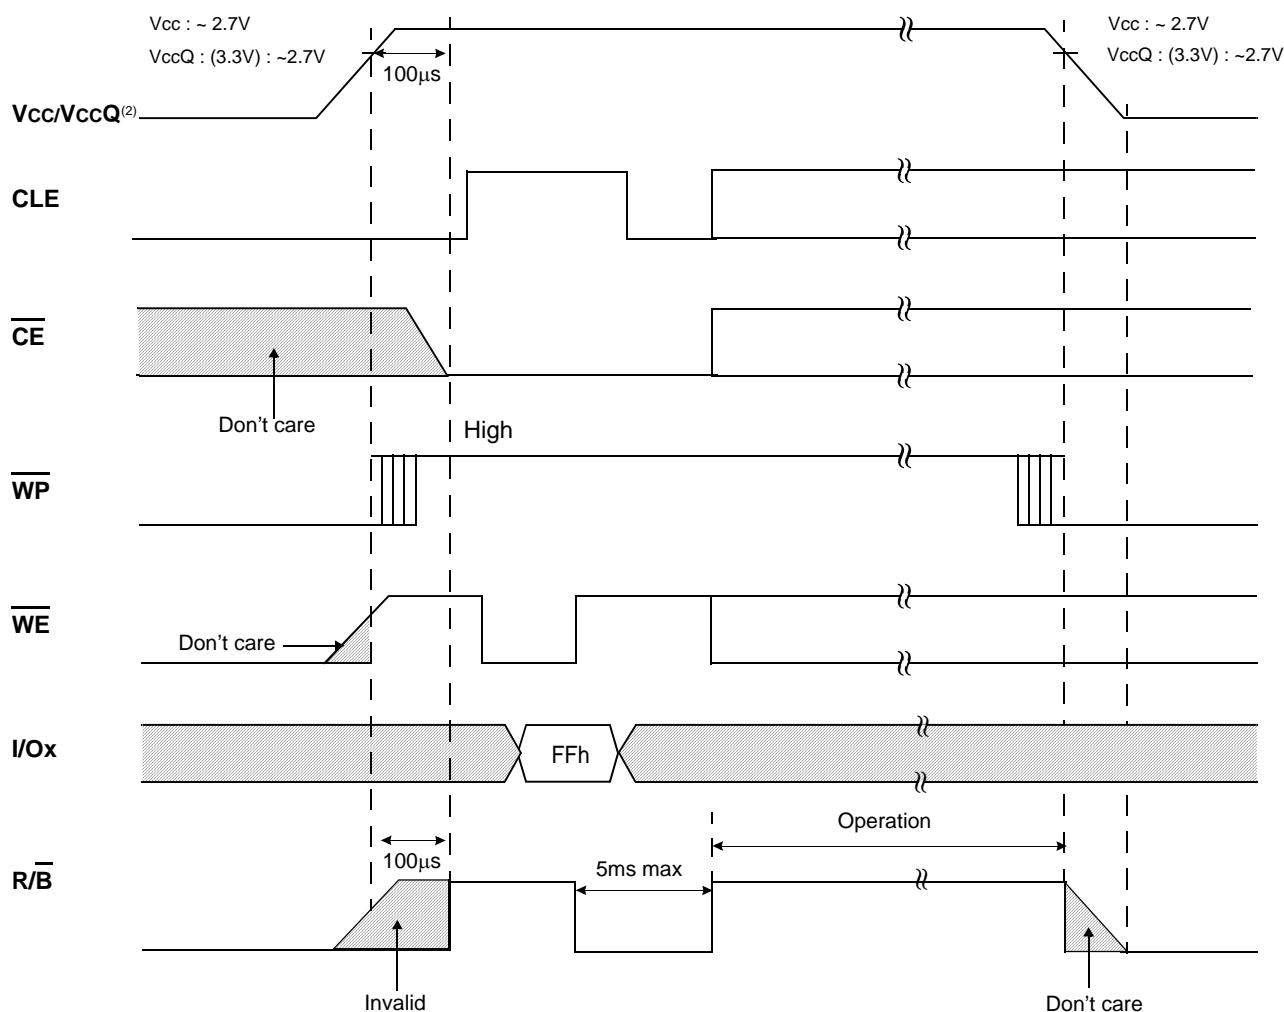 Vcc : ~ 2.7V
Vcc : ~ 2.7V
VccQ : (3.3V) : ~2.7V
VccQ : (3.3V) : ~2.7V
100µs
Vcc/VccQ(2)
CLE
CE
Don't care
High
WP
WE
Don't care
I/Ox
FFh
Operation
100µs
5ms max
R/B
Invalid
Don't care